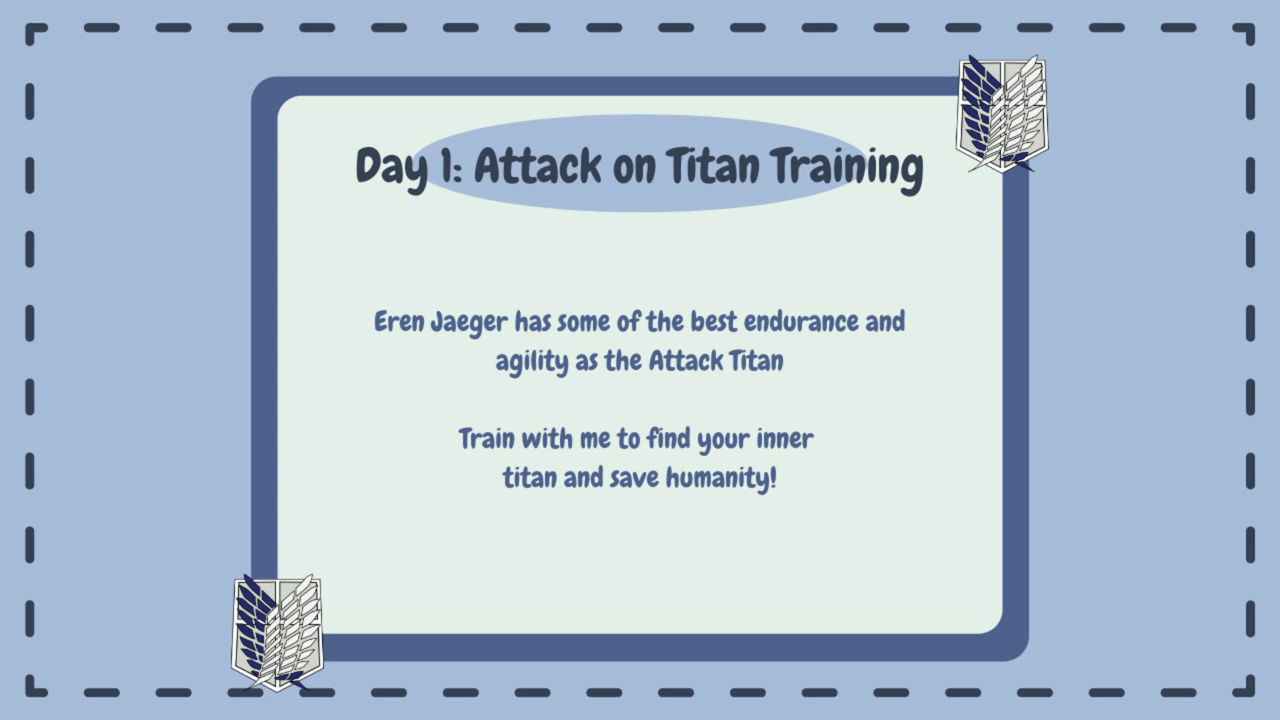 Day 1: Attack on Titan Training
Eren Jaeger has some of the best endurance and
agility as the Attack Titan
Train with me to find your inner
titan and save humanity!